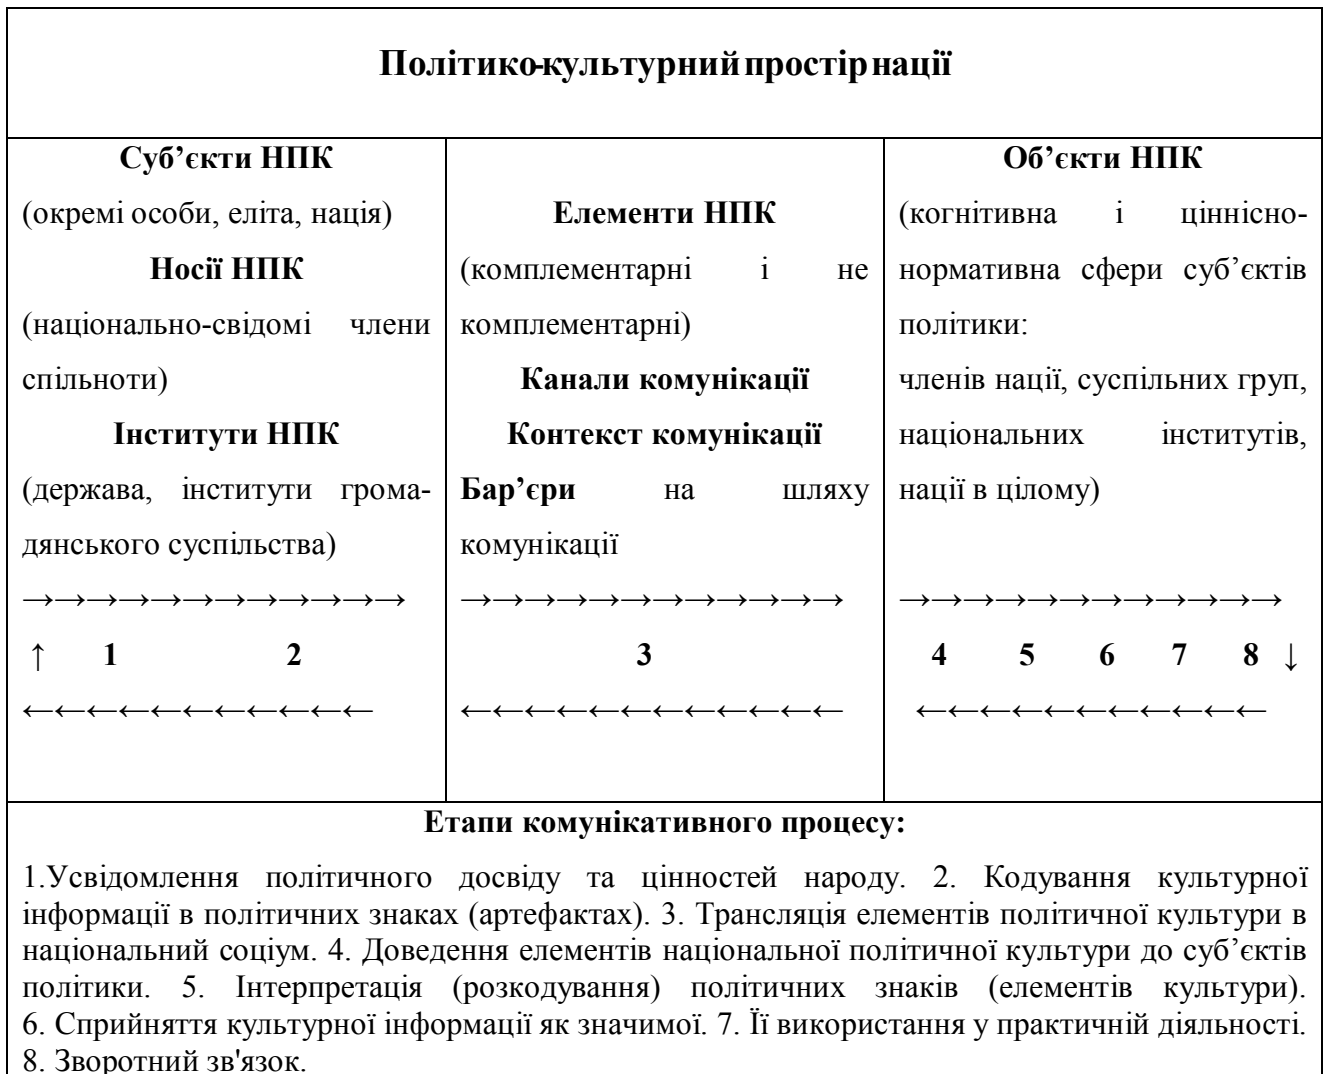 Політико-культурний простір нації
Суб’єкти НПК
(окремі особи, еліта, нація)
Носії НПК
(національно-свідомі члени
спільноти)
Інститути НПК
(держава, інститути грома-
дянського суспільства)
→→→→→→→→→→→→
↑ 1 2
←←←←←←←←←←←
Елементи НПК
(комплементарні і не
комплементарні)
Канали комунікації
Контекст комунікації
Бар’єри на шляху
комунікації
→→→→→→→→→→→→
3
←←←←←←←←←←←←
Об’єкти НПК
(когнітивна і ціннісно-
нормативна сфери суб’єктів
політики:
членів нації, суспільних груп,
національних інститутів,
нації в цілому)
→→→→→→→→→→→→
4 5 6 7 8 ↓
←←←←←←←←←←←
Етапи комунікативного процесу:
1.Усвідомлення політичного досвіду та цінностей народу. 2. Кодування культурної
інформації в політичних знаках (артефактах). 3. Трансляція елементів політичної культури в
національний соціум. 4. Доведення елементів національної політичної культури до суб’єктів
політики. 5. Інтерпретація (розкодування) політичних знаків (елементів культури).
6. Сприйняття культурної інформації як значимої. 7. Її використання у практичній діяльності.
8. Зворотний зв'язок.